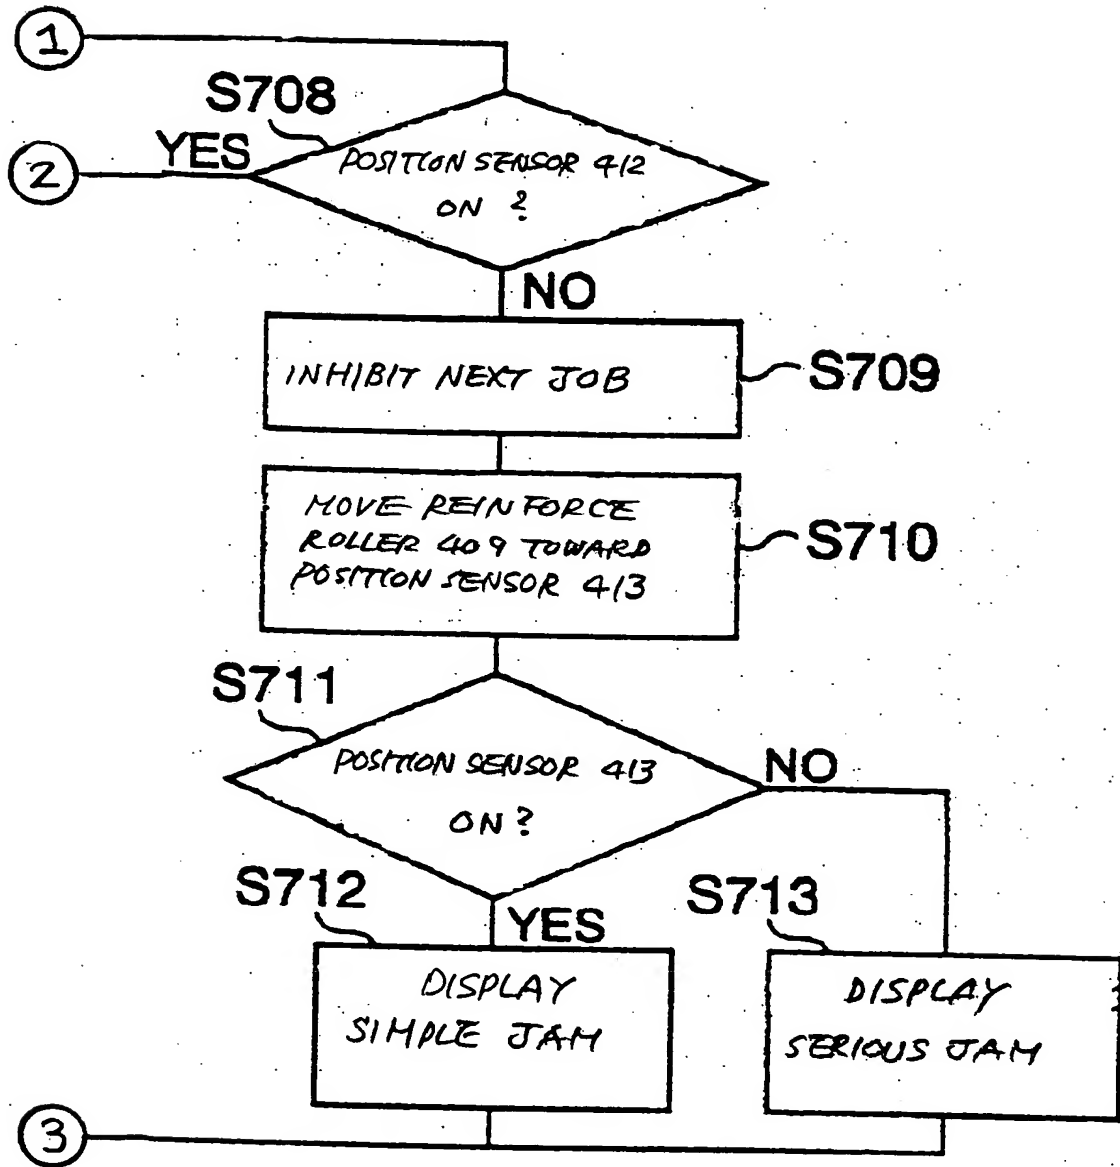 1
S708
YES
2
POSITION SENSOR 412
ON ?
NO
INHIBIT NEXT JOB
S709
MOVE REINFORCE
ROLLER 409 TOWARD
POSITION SENSOR 413
S710
S711
POSITION SENSOR 413
ON ?
NO
S712
YES
S713
DISPLAY
SIMPLE JAM
DISPLAY
SERIOUS JAM
3